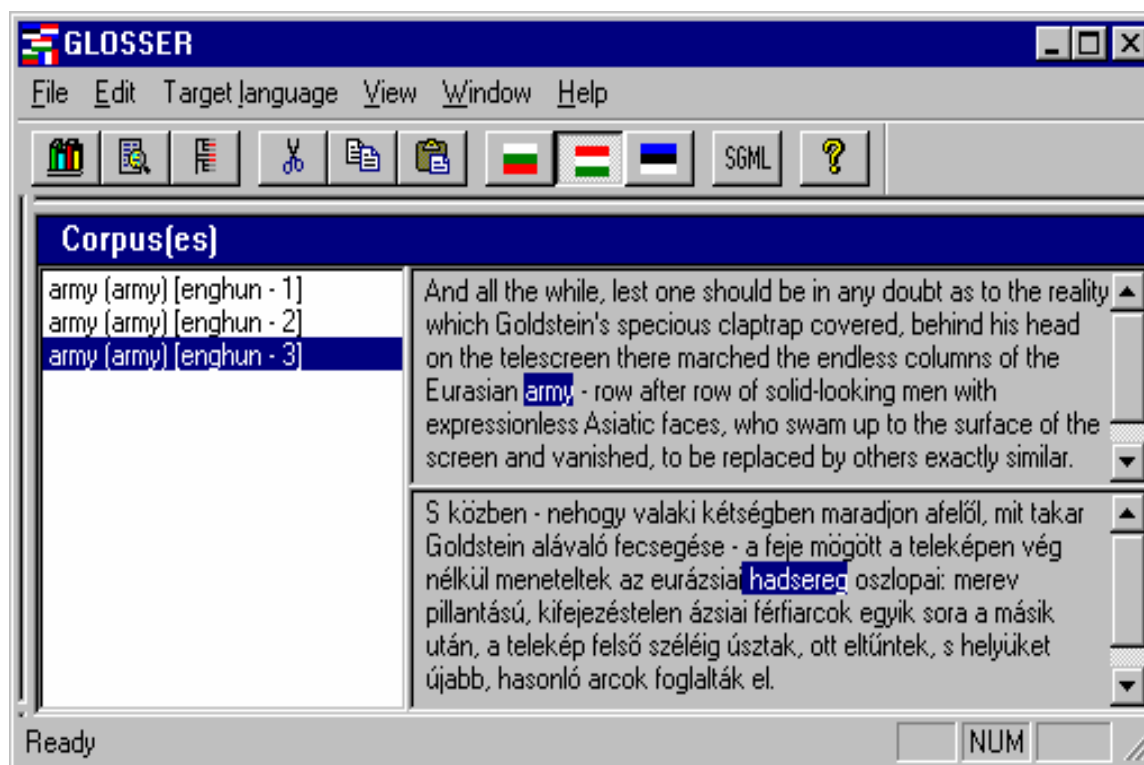 GLOSSER
File Edit Target language View Window Help
SGML
Corpus(es)
army (army) [enghun - 1]
army (army) [enghun - 2]
army (army) [enghun - 3]
And all the while, lest one should be in any doubt as to the reality
which Goldstein's specious claptrap covered, behind his head
on the telescreen there marched the endless columns of the
Eurasian army - row after row of solid-looking men with
expressionless Asiatic faces, who swam up to the surface of the
screen and vanished, to be replaced by others exactly similar.
S közben - nehogy valaki kétségben maradjon afelől, mit takar
Goldstein alávaló fecsegése - a feje mögött a teleképen vég
nélkül meneteltek az eurázsiai hadsereg oszlopai: merev
pillantású, kifejezéstelen ázsiai férfiarcok egyik sora a másik
után, a telekép felső széléig úsztak, ott eltűntek, s helyüket
újabb, hasonló arcok foglalták el.
Ready NUM